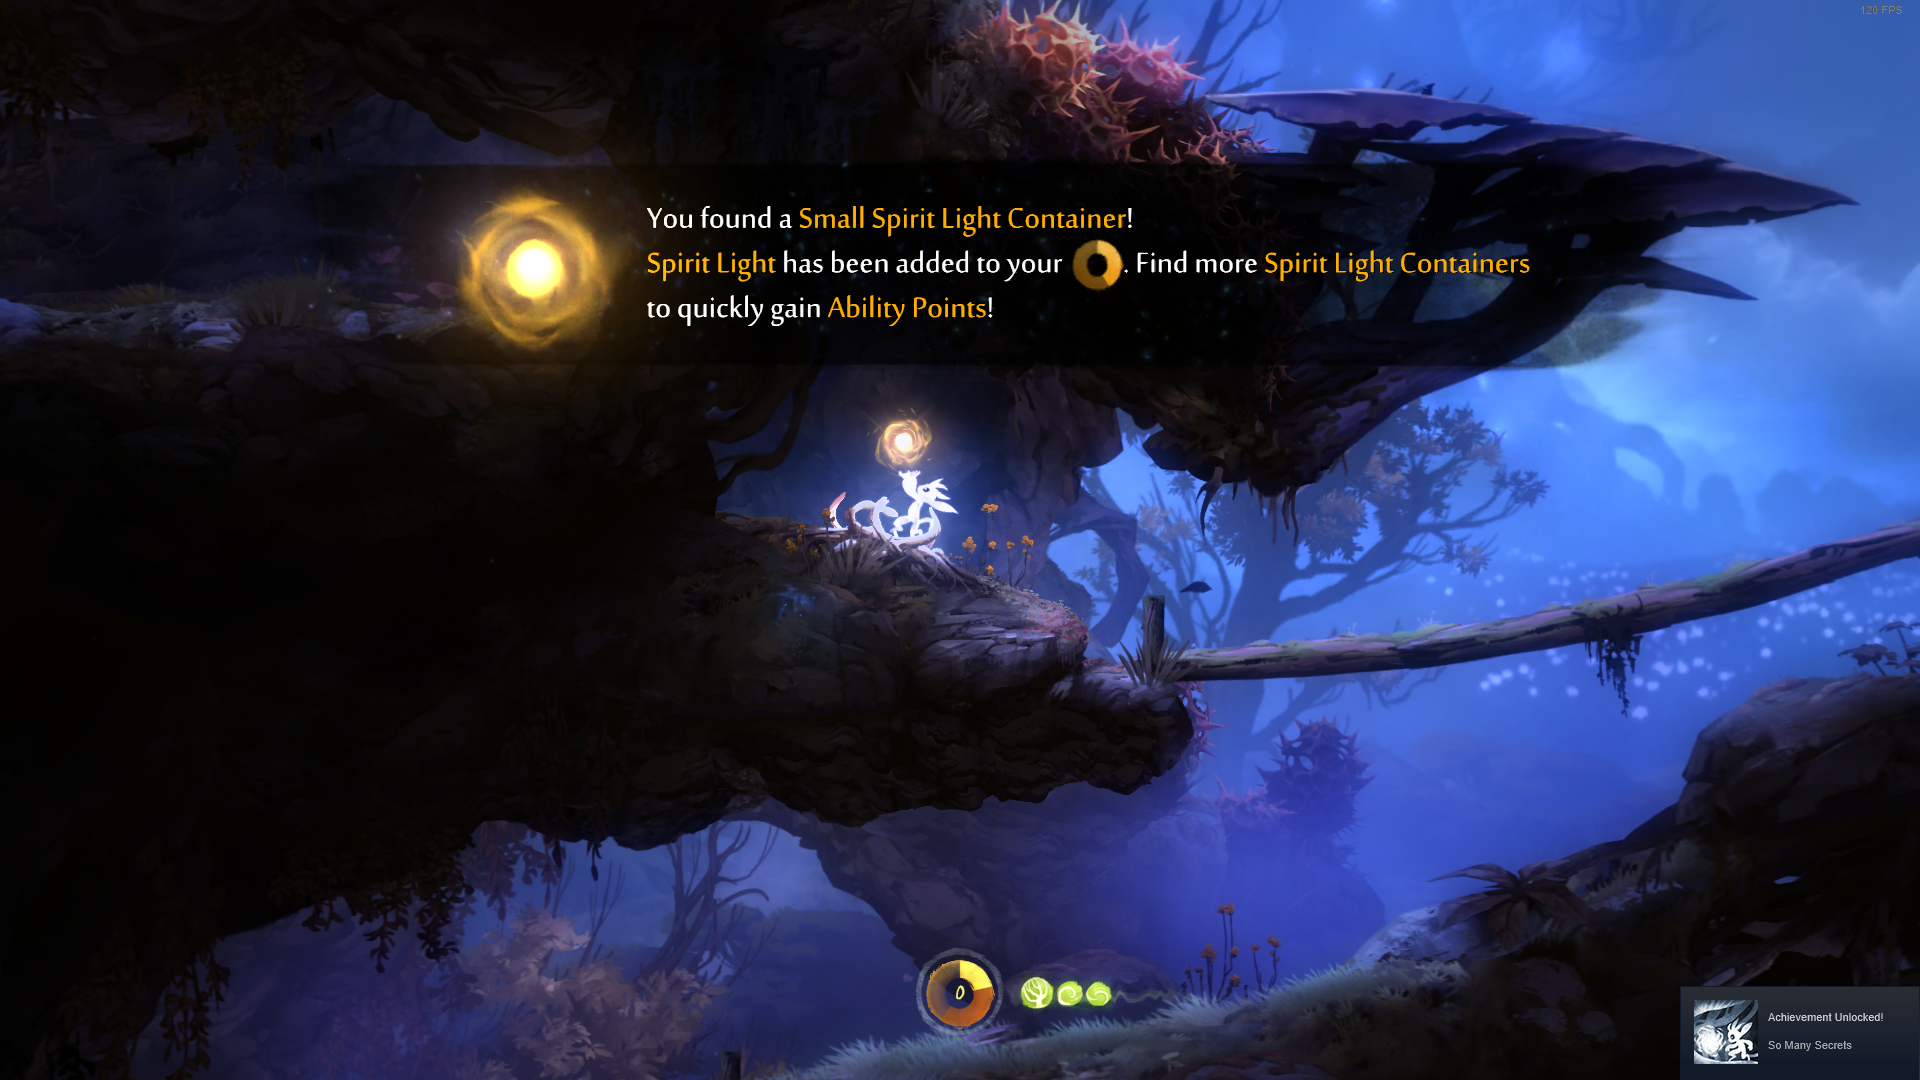 120 FPS
You found a Small Spirit Light Container!
Spirit Light has been added to your . Find more Spirit Light Containers
to quickly gain Ability Points!
0
Achievement Unlocked!
So Many Secrets